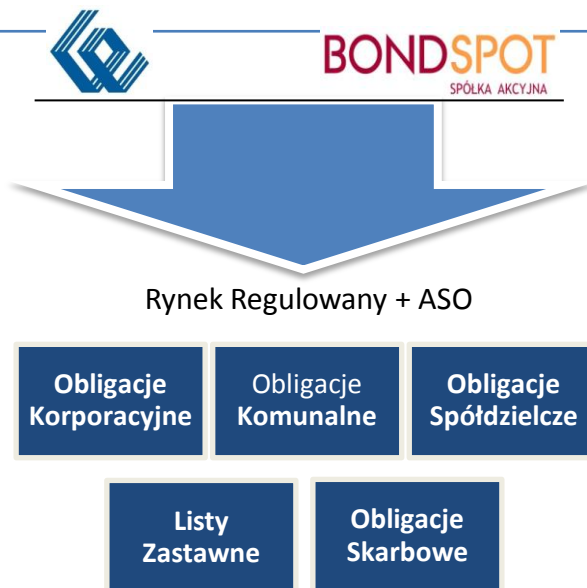 BONDSPOT
SPÓŁKA AKCYJNA
Rynek Regulowany + ASO
Obligacje
Korporacyjne
Obligacje
Komunalne
Obligacje
Spółdzielcze
Listy
Zastawne
Obligacje
Skarbowe